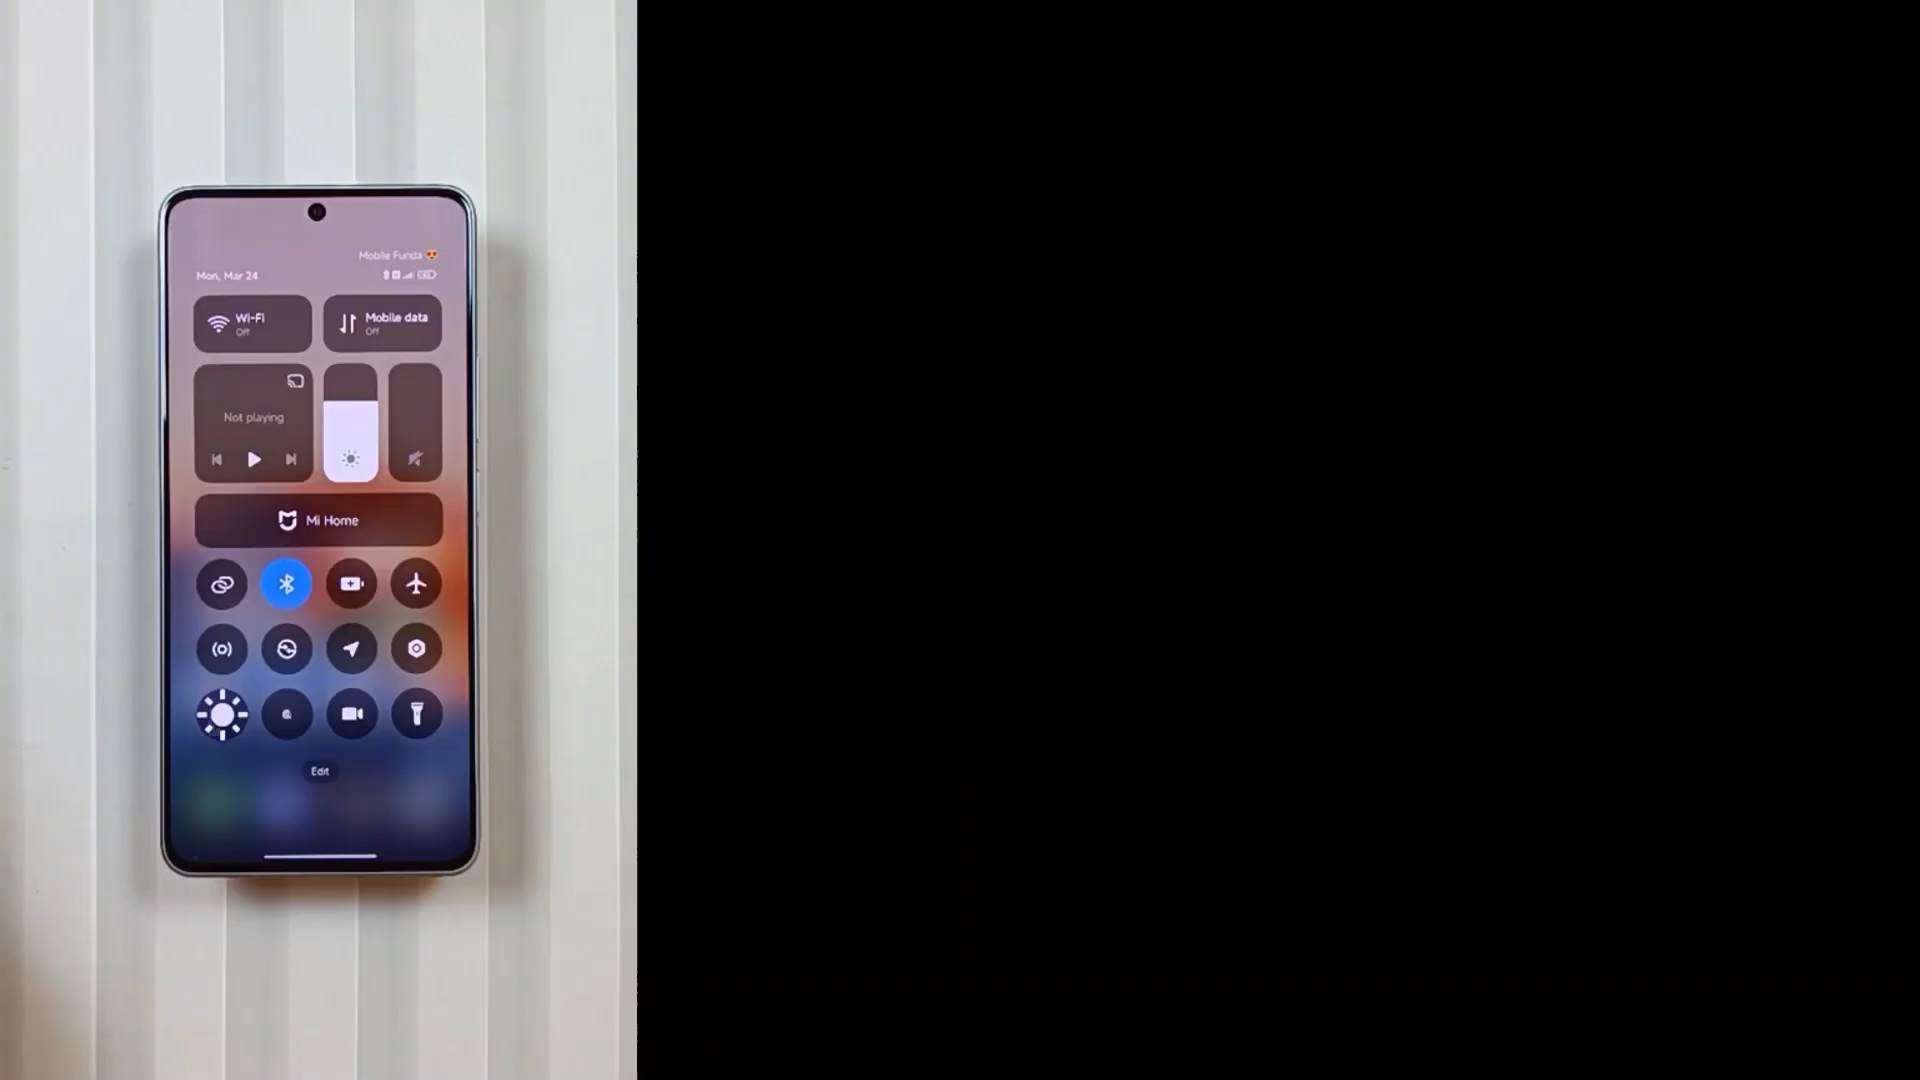 Mobile Funda 😍
Mon, Mar 24
Wi-Fi
Off
Mobile data
Off
Not playing
Mi Home
Edit